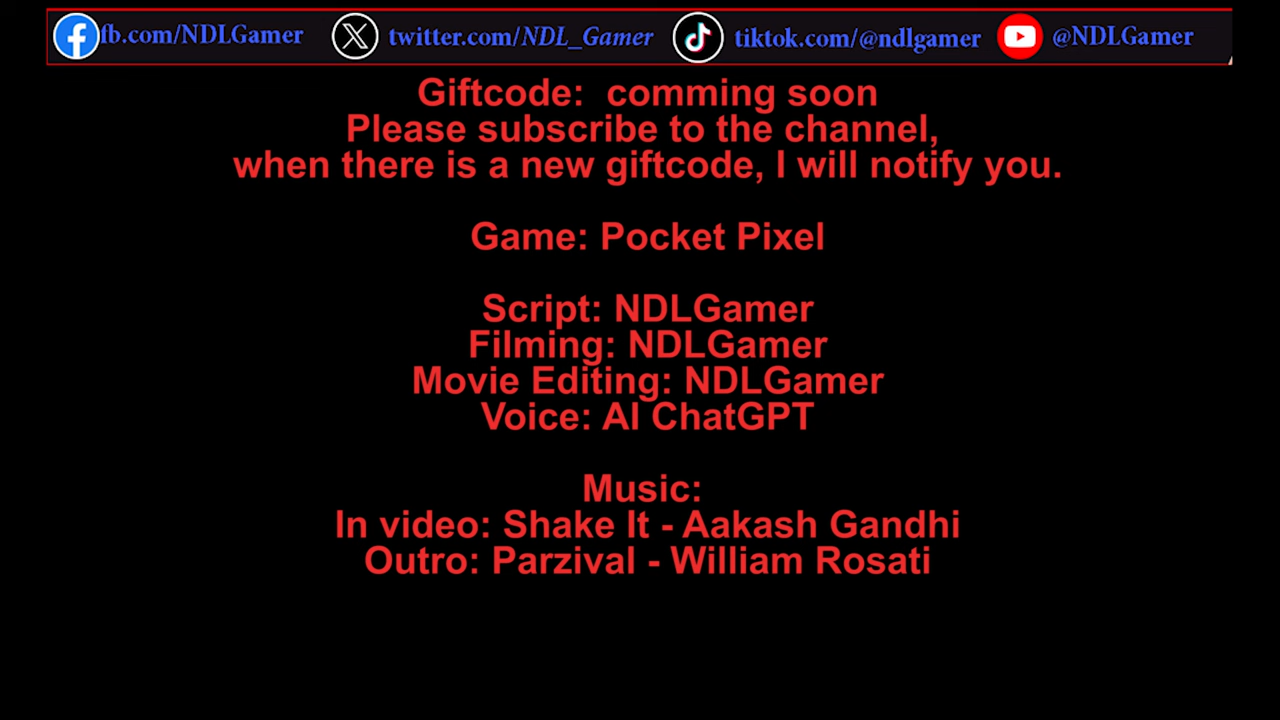 fb.com/NDLGamer twitter.com/NDL_Gamer tiktok.com/@ndlgamer @NDLGamer
Giftcode:  comming soon
Please subscribe to the channel,
when there is a new giftcode, I will notify you.
Game: Pocket Pixel
Script: NDLGamer
Filming: NDLGamer
Movie Editing: NDLGamer
Voice: AI ChatGPT
Music:
In video: Shake It - Aakash Gandhi
Outro: Parzival - William Rosati